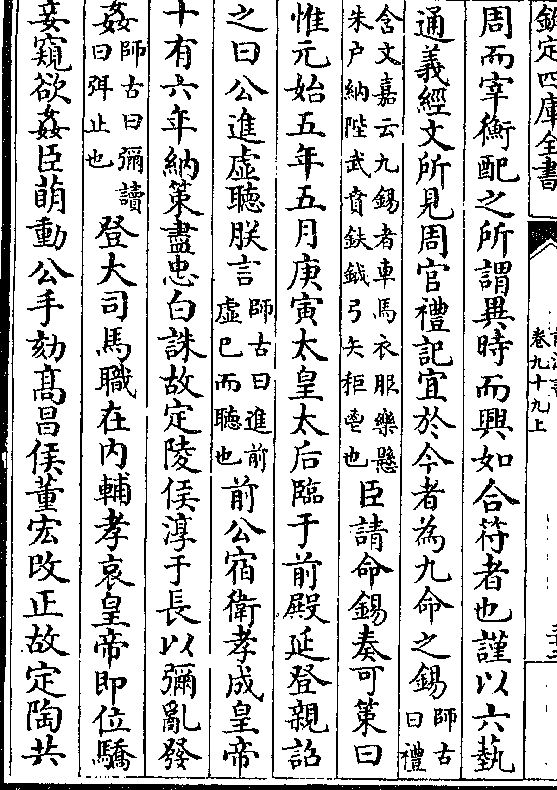 欽定四庫全書
卷九十九上
周而宰衡配之所謂異時而興如合符者也謹以六藝
通義經文所見周官禮記宜於今者為九命之錫師古曰禮
含文嘉云九錫者車馬衣服樂懸朱户納陛武賁鈇鉞弓矢秬鬯也臣請命錫奏可策曰
惟元始五年五月庚寅太皇太后臨于前殿延登親詔
之曰公進虚聽朕言師古曰進前虚巳而聽也前公宿衛孝成皇帝
十有六年納策盡忠白誅故定陵侯淳于長以彌亂發
姦師古曰彌讀曰弭止也登大司馬職在内輔孝哀皇帝即位驕
妾窺欲姦臣萌動公手劾髙昌侯董宏改正故定陶共